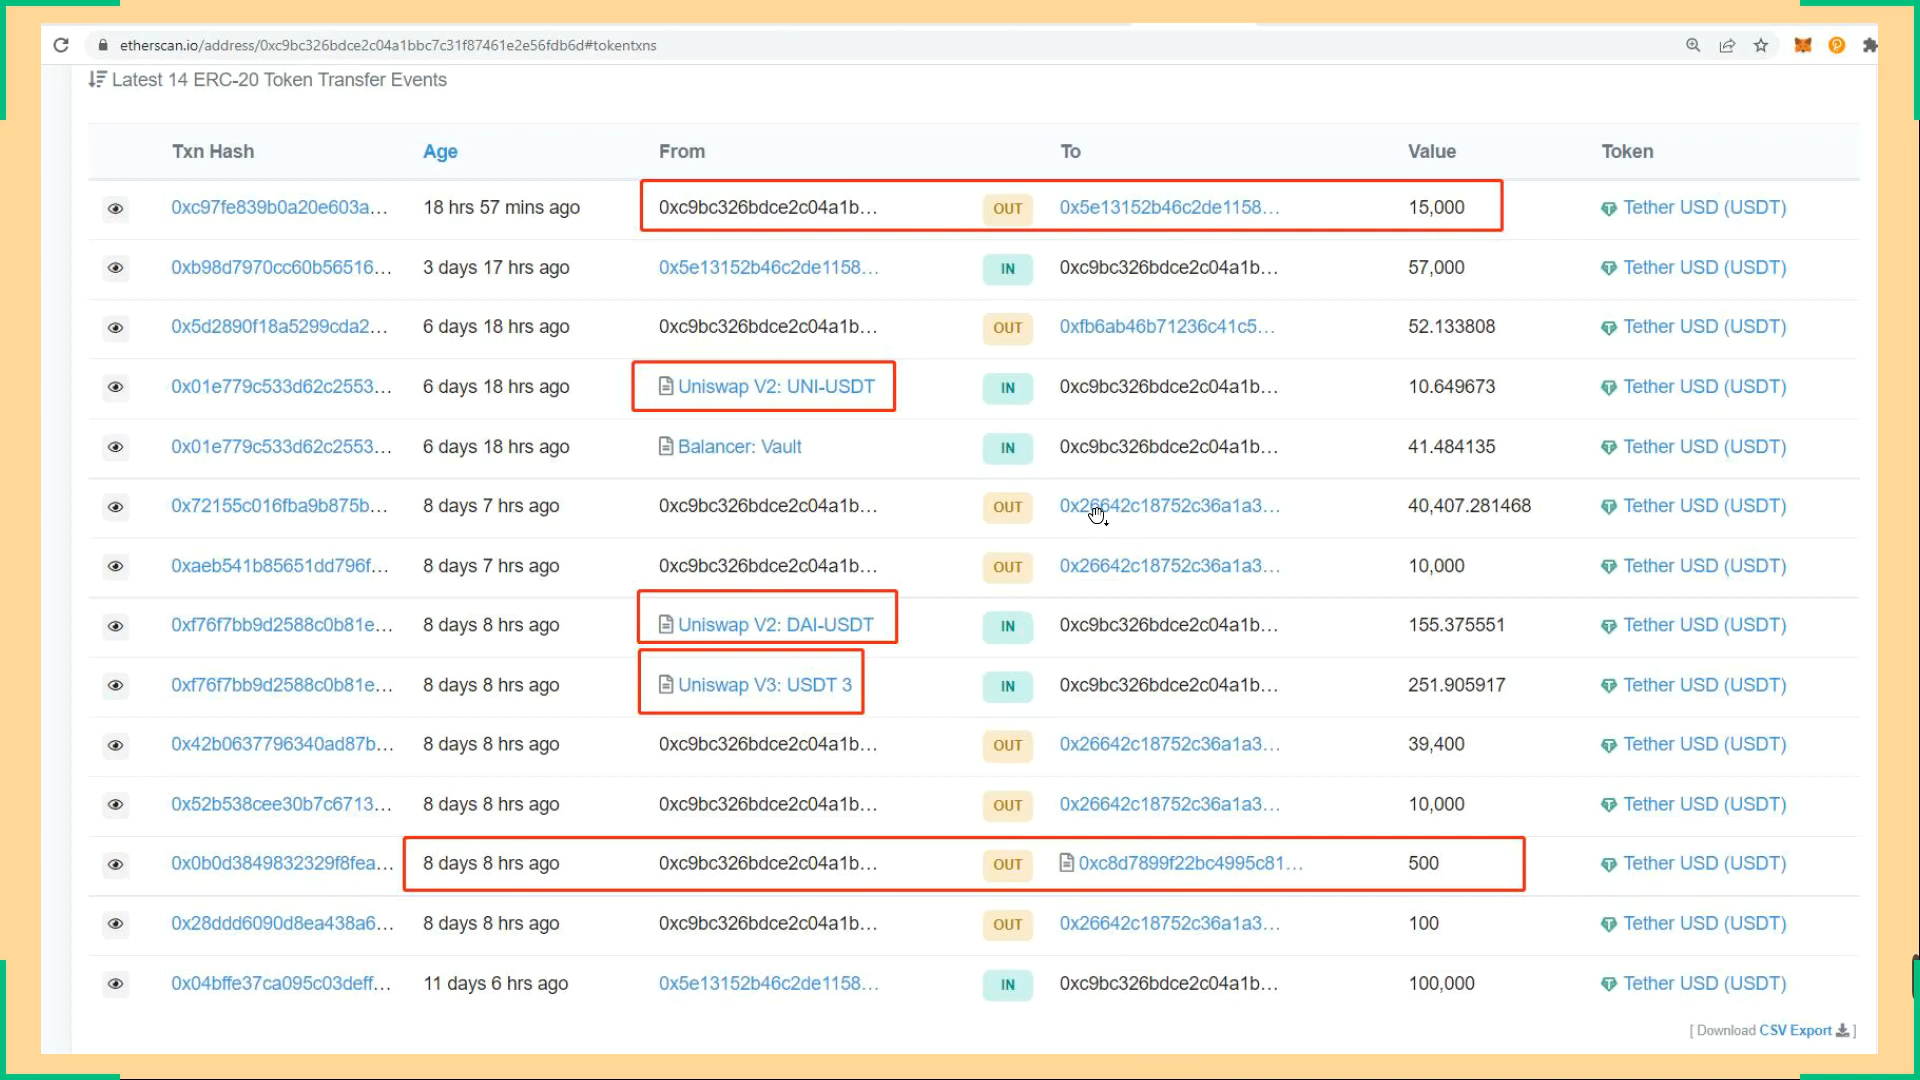 etherscan.io/address/0xc9bc326bdce2c04a1bbc7c31f87461e2e56fdb6d#tokentxns
Latest 14 ERC-20 Token Transfer Events
Txn Hash Age From To Value Token
0xc97fe839b0a20e603a... 18 hrs 57 mins ago 0xc9bc326bdce2c04a1b... OUT 0x5e13152b46c2de1158... 15,000 Tether USD (USDT)
0xb98d7970cc60b56516... 3 days 17 hrs ago 0x5e13152b46c2de1158... IN 0xc9bc326bdce2c04a1b... 57,000 Tether USD (USDT)
0x5d2890f18a5299cda2... 6 days 18 hrs ago 0xc9bc326bdce2c04a1b... OUT 0xfb6ab46b71236c41c5... 52.133808 Tether USD (USDT)
0x01e779c533d62c2553... 6 days 18 hrs ago Uniswap V2: UNI-USDT IN 0xc9bc326bdce2c04a1b... 10.649673 Tether USD (USDT)
0x01e779c533d62c2553... 6 days 18 hrs ago Balancer: Vault IN 0xc9bc326bdce2c04a1b... 41.484135 Tether USD (USDT)
0x72155c016fba9b875b... 8 days 7 hrs ago 0xc9bc326bdce2c04a1b... OUT 0x26642c18752c36a1a3... 40,407.281468 Tether USD (USDT)
0xaeb541b85651dd796f... 8 days 7 hrs ago 0xc9bc326bdce2c04a1b... OUT 0x26642c18752c36a1a3... 10,000 Tether USD (USDT)
0xf76f7bb9d2588c0b81e... 8 days 8 hrs ago Uniswap V2: DAI-USDT IN 0xc9bc326bdce2c04a1b... 155.375551 Tether USD (USDT)
0xf76f7bb9d2588c0b81e... 8 days 8 hrs ago Uniswap V3: USDT 3 IN 0xc9bc326bdce2c04a1b... 251.905917 Tether USD (USDT)
0x42b0637796340ad87b... 8 days 8 hrs ago 0xc9bc326bdce2c04a1b... OUT 0x26642c18752c36a1a3... 39,400 Tether USD (USDT)
0x52b538cee30b7c6713... 8 days 8 hrs ago 0xc9bc326bdce2c04a1b... OUT 0x26642c18752c36a1a3... 10,000 Tether USD (USDT)
0x0b0d3849832329f8fea... 8 days 8 hrs ago 0xc9bc326bdce2c04a1b... OUT 0xc8d7899f22bc4995c81... 500 Tether USD (USDT)
0x28ddd6090d8ea438a6... 8 days 8 hrs ago 0xc9bc326bdce2c04a1b... OUT 0x26642c18752c36a1a3... 100 Tether USD (USDT)
0x04bffe37ca095c03deff... 11 days 6 hrs ago 0x5e13152b46c2de1158... IN 0xc9bc326bdce2c04a1b... 100,000 Tether USD (USDT)
[ Download CSV Export ]